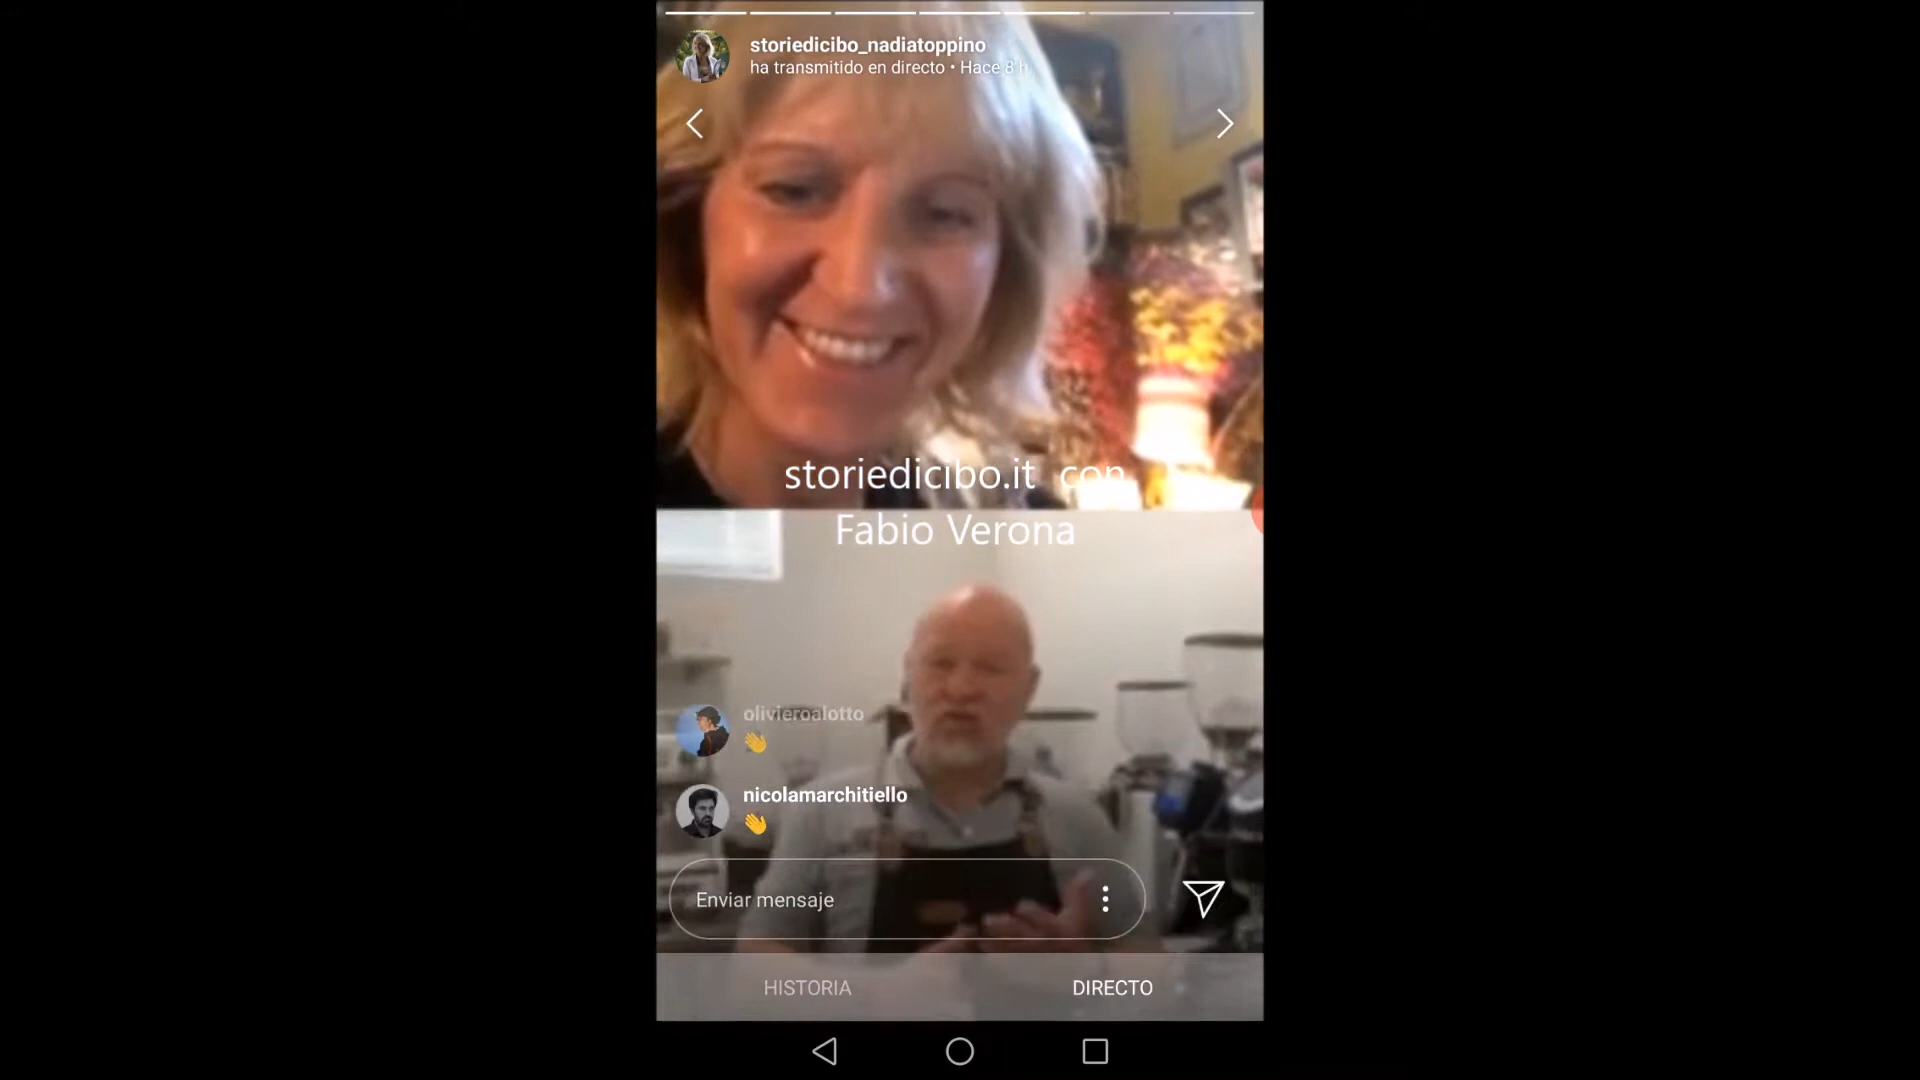 storiedicibo_nadiatoppino
ha transmitido en directo • Hace 8 h
storiedicibo.it con
Fabio Verona
olivieroalotto
👋
nicolamarchitiello
👋
Enviar mensaje
HISTORIA
DIRECTO